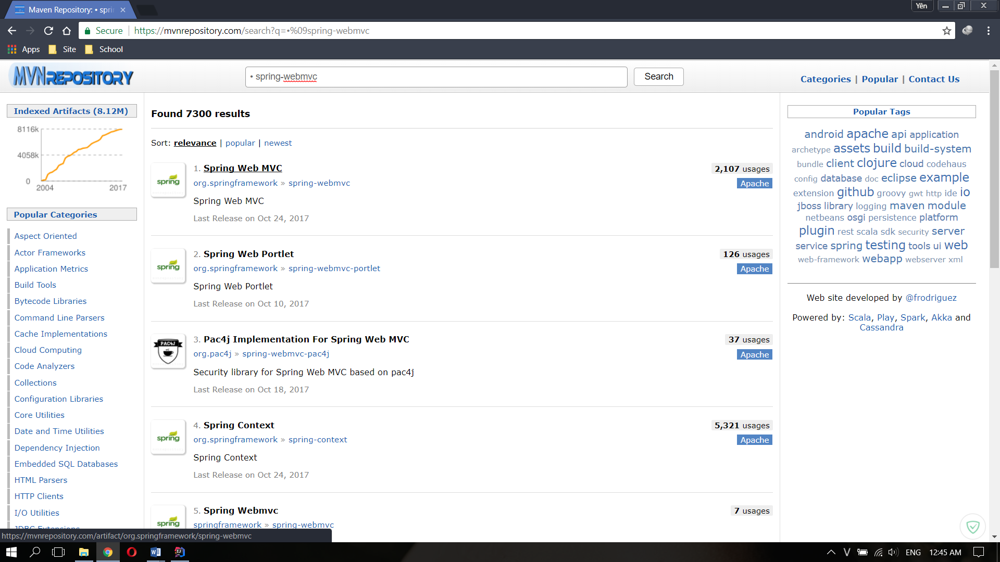 Maven Repository: • spri
Yên
Secure
https://mvnrepository.com/search?q=•%09spring-webmvc
Apps
Site
School
MVNREPOSITORY
• spring-webmvc
Search
Categories | Popular | Contact Us
Indexed Artifacts (8.12M)
8116k
4058k
0
2004
2017
Popular Categories
Aspect Oriented
Actor Frameworks
Application Metrics
Build Tools
Bytecode Libraries
Command Line Parsers
Cache Implementations
Cloud Computing
Code Analyzers
Collections
Configuration Libraries
Core Utilities
Date and Time Utilities
Dependency Injection
Embedded SQL Databases
HTML Parsers
HTTP Clients
I/O Utilities
JDBC Extensions
Found 7300 results
Sort: relevance | popular | newest
spring
1. Spring Web MVC
2,107 usages
org.springframework » spring-webmvc
Apache
Spring Web MVC
Last Release on Oct 24, 2017
spring
2. Spring Web Portlet
126 usages
org.springframework » spring-webmvc-portlet
Apache
Spring Web Portlet
Last Release on Oct 10, 2017
PAC4J
3. Pac4j Implementation For Spring Web MVC
37 usages
org.pac4j » spring-webmvc-pac4j
Apache
Security library for Spring Web MVC based on pac4j
Last Release on Oct 18, 2017
spring
4. Spring Context
5,321 usages
org.springframework » spring-context
Apache
Spring Context
Last Release on Oct 24, 2017
spring
5. Spring Webmvc
7 usages
springframework » spring-webmvc
Popular Tags
android apache api application
archetype assets build build-system
bundle client clojure cloud codehaus
config database doc eclipse example
extension github groovy gwt http ide io
jboss library logging maven module
netbeans osgi persistence platform
plugin rest scala sdk security server
service spring testing tools ui web
web-framework webapp webserver xml
Web site developed by @frodriguez
Powered by: Scala, Play, Spark, Akka and
Cassandra
https://mvnrepository.com/artifact/org.springframework/spring-webmvc
V
ENG
12:45 AM